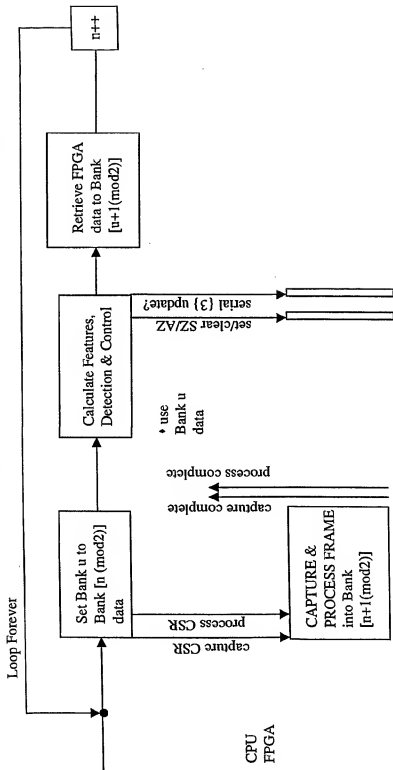 Loop Forever
n++
Set Bank u to
Bank [n (mod2)]
data
Calculate Features,
Detection & Control
Retrieve FPGA
data to Bank
[u+1(mod2)]
* use
Bank u
data
capture CSR
process CSR
capture complete
process complete
set/clear SZ/AZ
serial {3} update?
CAPTURE &
PROCESS FRAME
into Bank
[n+1(mod2)]
CPU
FPGA